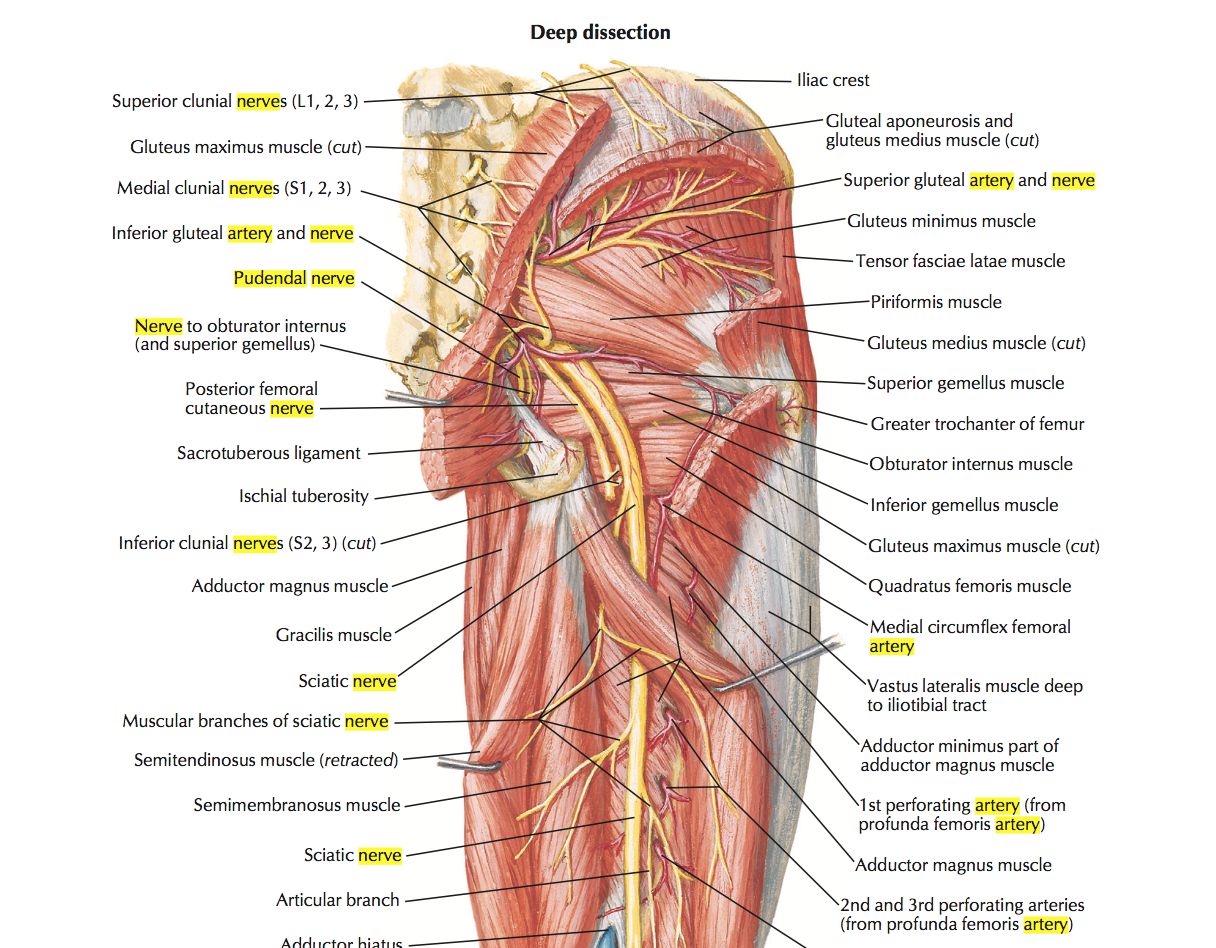 Deep dissection
Superior clunial nerves (L1, 2, 3)
Gluteus maximus muscle (cut)
Medial clunial nerves (S1, 2, 3)
Inferior gluteal artery and nerve
Pudendal nerve
Nerve to obturator internus
(and superior gemellus)
Posterior femoral
cutaneous nerve
Sacrotuberous ligament
Ischial tuberosity
Inferior clunial nerves (S2, 3) (cut)
Adductor magnus muscle
Gracilis muscle
Sciatic nerve
Muscular branches of sciatic nerve
Semitendinosus muscle (retracted)
Semimembranosus muscle
Sciatic nerve
Articular branch
Adductor hiatus
Iliac crest
Gluteal aponeurosis and
gluteus medius muscle (cut)
Superior gluteal artery and nerve
Gluteus minimus muscle
Tensor fasciae latae muscle
Piriformis muscle
Gluteus medius muscle (cut)
Superior gemellus muscle
Greater trochanter of femur
Obturator internus muscle
Inferior gemellus muscle
Gluteus maximus muscle (cut)
Quadratus femoris muscle
Medial circumflex femoral
artery
Vastus lateralis muscle deep
to iliotibial tract
Adductor minimus part of
adductor magnus muscle
1st perforating artery (from
profunda femoris artery)
Adductor magnus muscle
2nd and 3rd perforating arteries
(from profunda femoris artery)